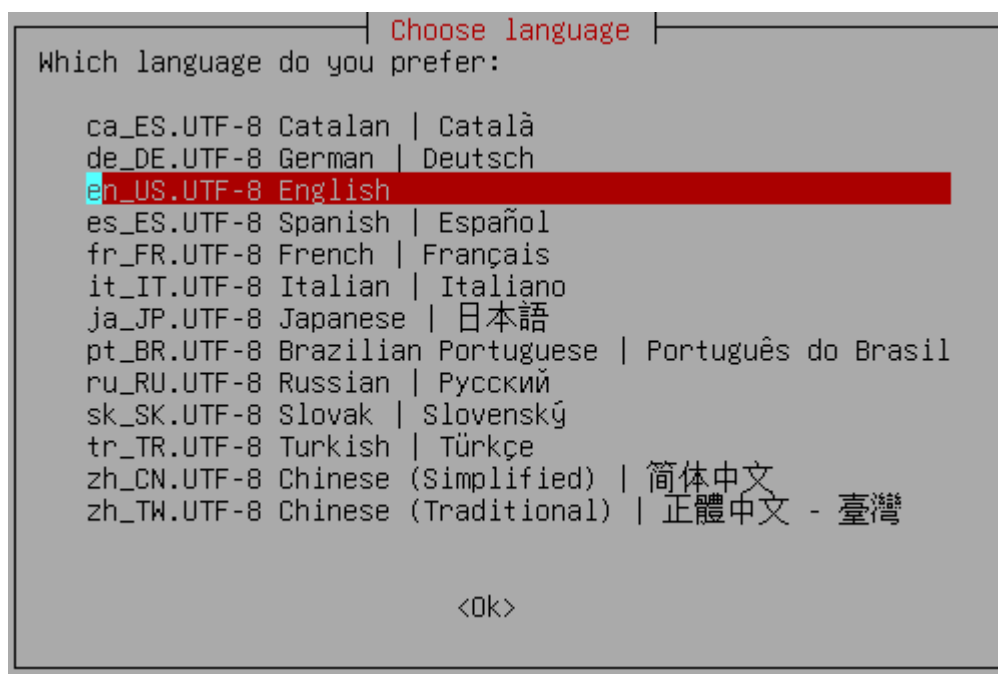 Choose language
Which language do you prefer:
ca_ES.UTF-8 Catalan | Català
de_DE.UTF-8 German | Deutsch
en_US.UTF-8 English
es_ES.UTF-8 Spanish | Español
fr_FR.UTF-8 French | Français
it_IT.UTF-8 Italian | Italiano
ja_JP.UTF-8 Japanese | 日本語
pt_BR.UTF-8 Brazilian Portuguese | Português do Brasil
ru_RU.UTF-8 Russian | Русский
sk_SK.UTF-8 Slovak | Slovenský
tr_TR.UTF-8 Turkish | Türkçe
zh_CN.UTF-8 Chinese (Simplified) | 简体中文
zh_TW.UTF-8 Chinese (Traditional) | 正體中文 - 臺灣
<Ok>